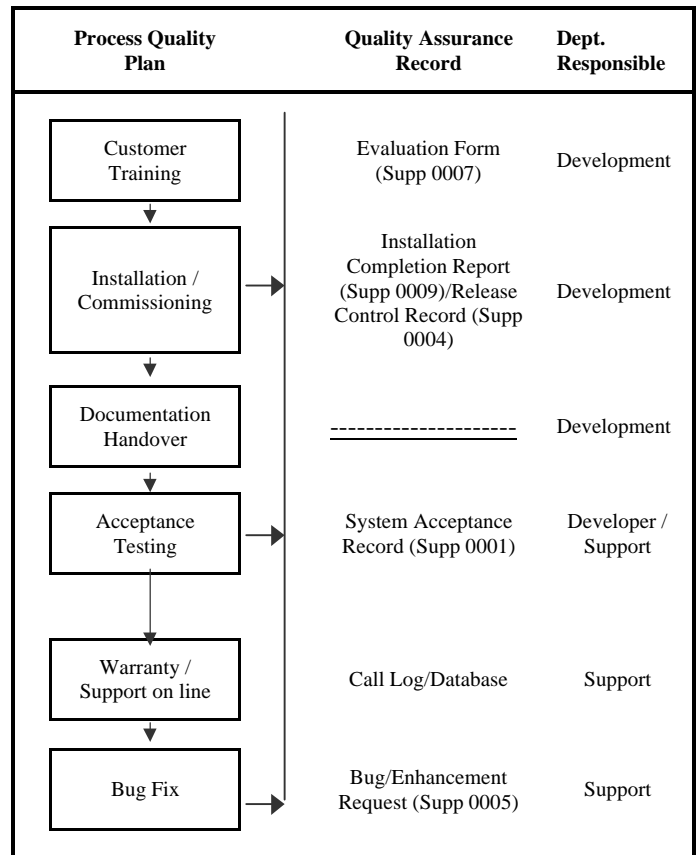 Process Quality
Plan
Quality Assurance
Record
Dept.
Responsible
Customer
Training
Evaluation Form
(Supp 0007)
Development
Installation /
Commissioning
Installation
Completion Report
(Supp 0009)/Release
Control Record (Supp
0004)
Development
Documentation
Handover
--------------------
Development
Acceptance
Testing
System Acceptance
Record (Supp 0001)
Developer /
Support
Warranty /
Support on line
Call Log/Database
Support
Bug Fix
Bug/Enhancement
Request (Supp 0005)
Support